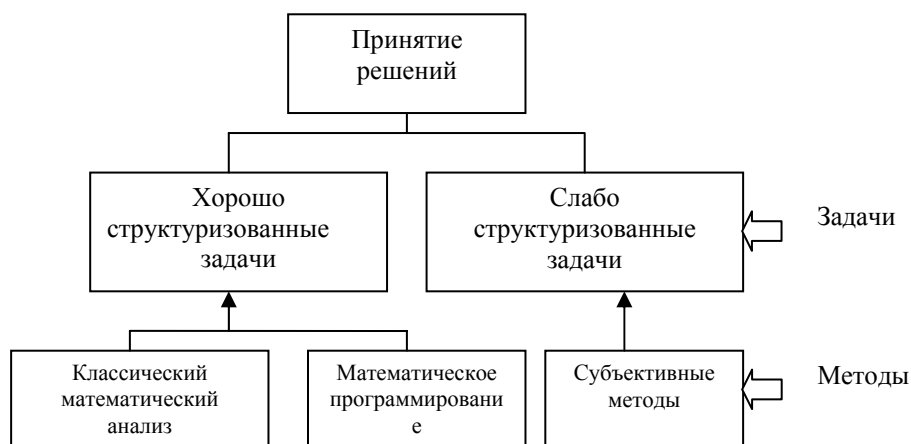 Принятие
решений
Хорошо
структуризованные
задачи
Слабо
структуризованные
задачи
Задачи
Классический
математический
анализ
Математическое
программировани
е
Субъективные
методы
Методы